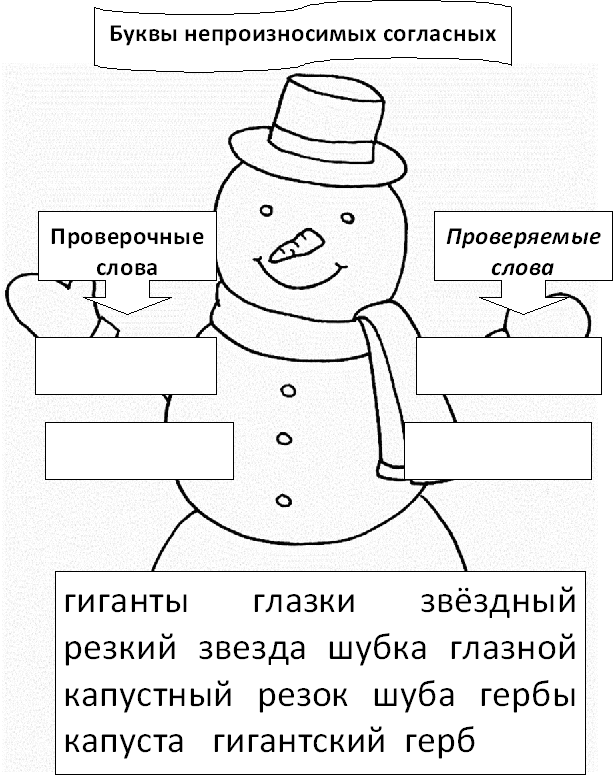 Буквы непроизносимых согласных
Проверочные
слова
Проверяемые
слова
гиганты глазки звёздный
резкий звезда шубка глазной
капустный резок шуба гербы
капуста гигантский герб